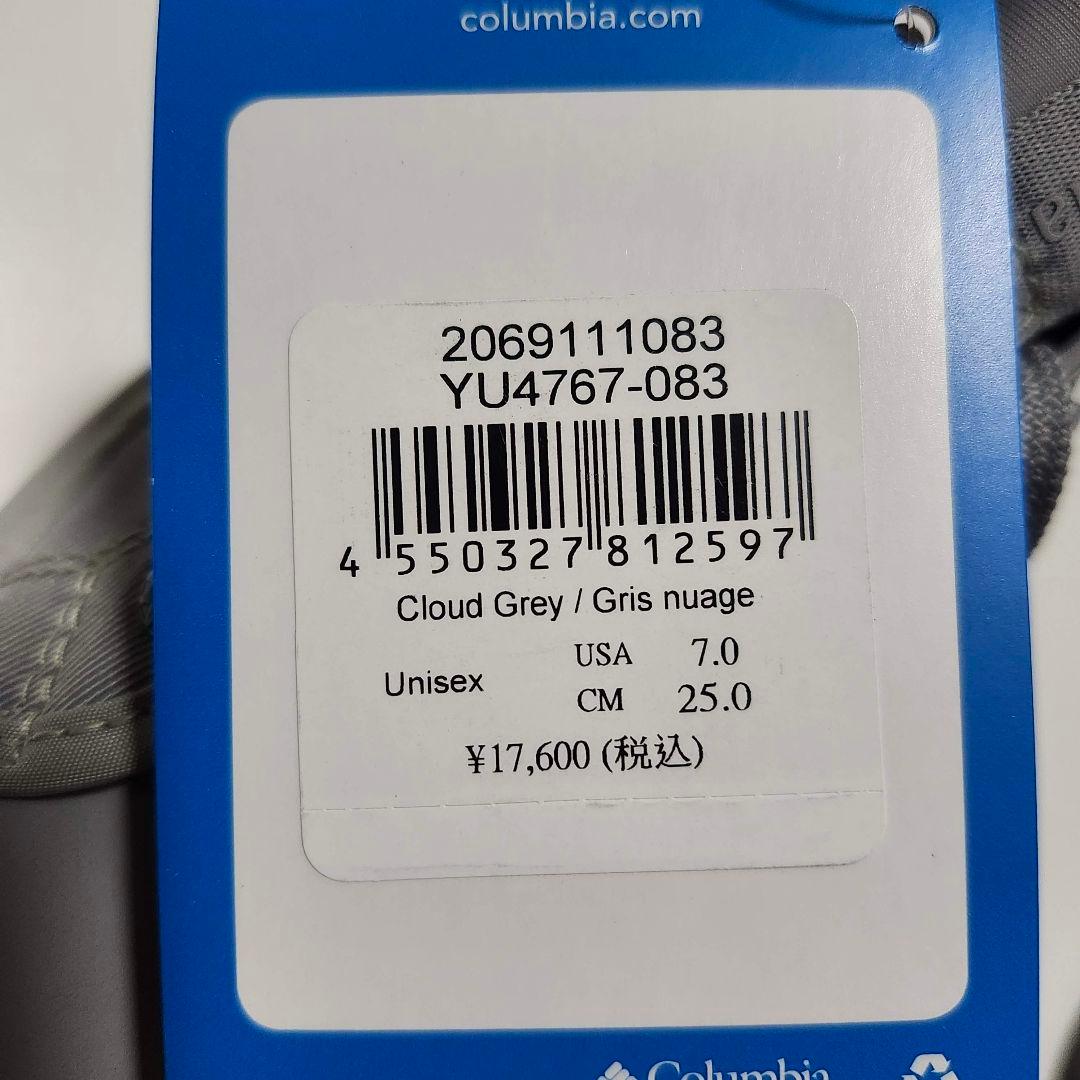 columbia.com
2069111083
YU4767-083
4 550327 812597
Cloud Grey / Gris nuage
Unisex
USA 7.0
CM 25.0
¥17,600 (税込)
Columbia